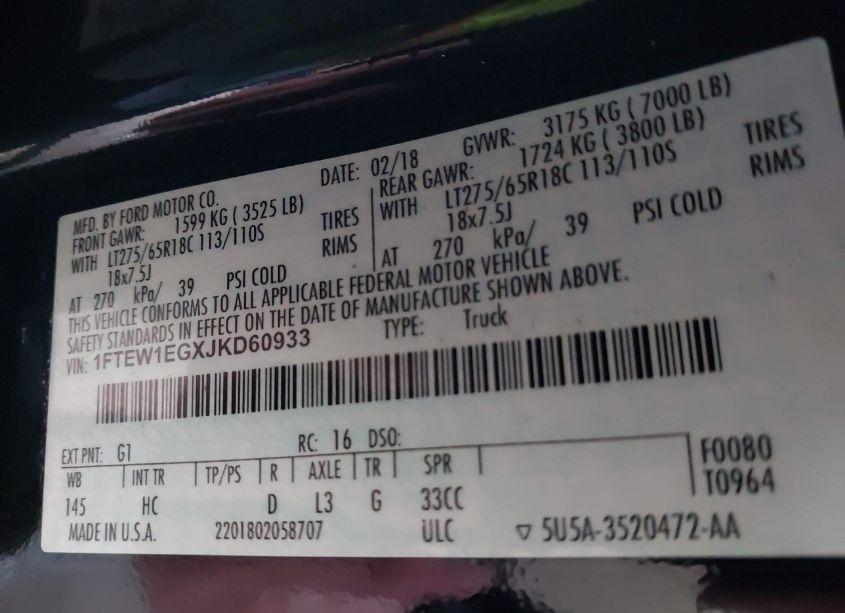 MFD. BY FORD MOTOR CO.
DATE: 02/18
GVWR: 3175 KG ( 7000 LB)
FRONT GAWR: 1599 KG ( 3525 LB)
REAR GAWR: 1724 KG ( 3800 LB)
WITH LT275/65R18C 113/110S TIRES
WITH LT275/65R18C 113/110S TIRES
18x7.5J RIMS
18x7.5J RIMS
AT 270 kPa/ 39 PSI COLD
AT 270 kPa/ 39 PSI COLD
THIS VEHICLE CONFORMS TO ALL APPLICABLE FEDERAL MOTOR VEHICLE
SAFETY STANDARDS IN EFFECT ON THE DATE OF MANUFACTURE SHOWN ABOVE.
VIN: 1FTEW1EGXJKD60933
TYPE: Truck
EXT PNT: G1 RC: 16 DSO:
WB INT TR TP/PS R AXLE TR SPR F0080
145 HC D L3 G 33CC T0964
MADE IN U.S.A. 2201802058707 ULC ▽ 5U5A-3520472-AA